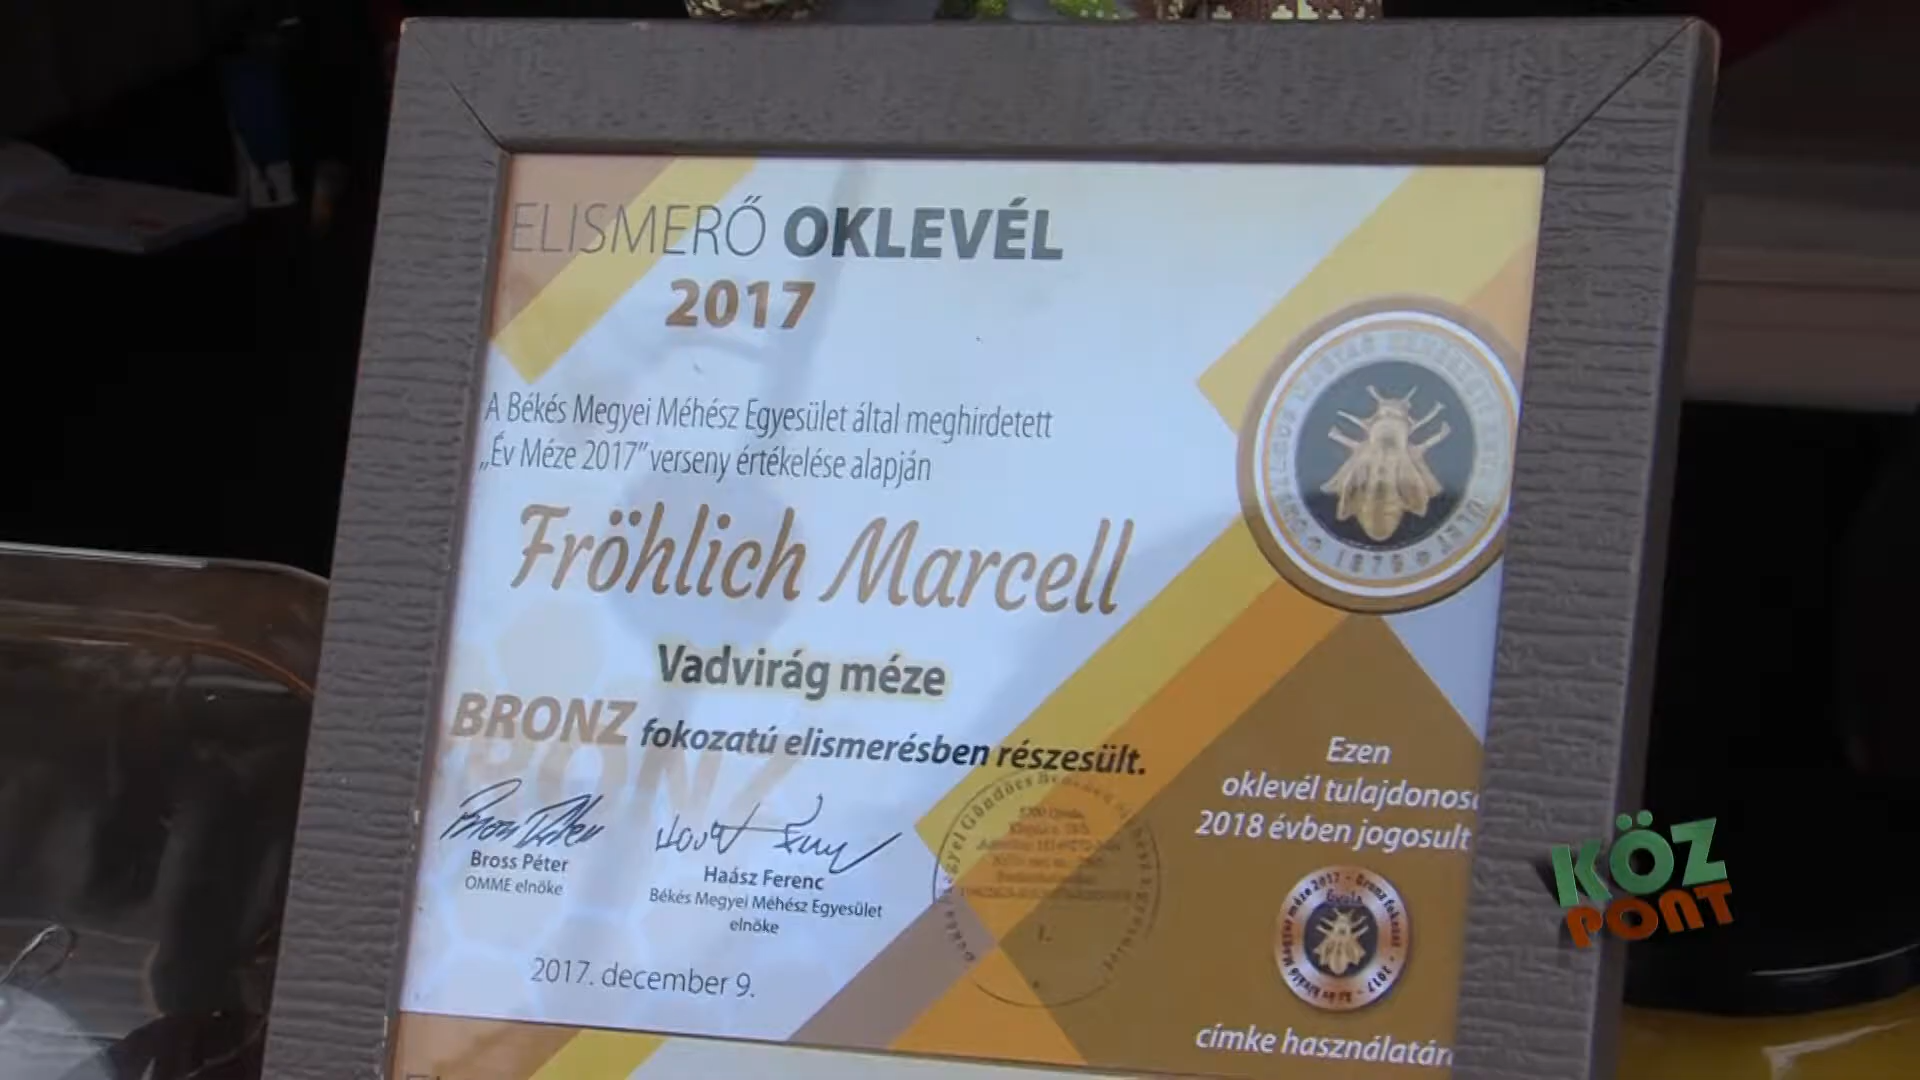 ELISMERŐ OKLEVÉL
2017
A Békés Megyei Méhész Egyesület által meghirdetett
„Év Méze 2017” verseny értékelése alapján
Fröhlich Marcell
Vadvirág méze
BRONZ fokozatú elismerésben részesült.
Bross Péter
OMME elnöke
Haász Ferenc
Békés Megyei Méhész Egyesület
elnöke
2017. december 9.
1879
Ezen
oklevél tulajdonos
2018 évben jogosult
címke használatán
KÖZ
PONT